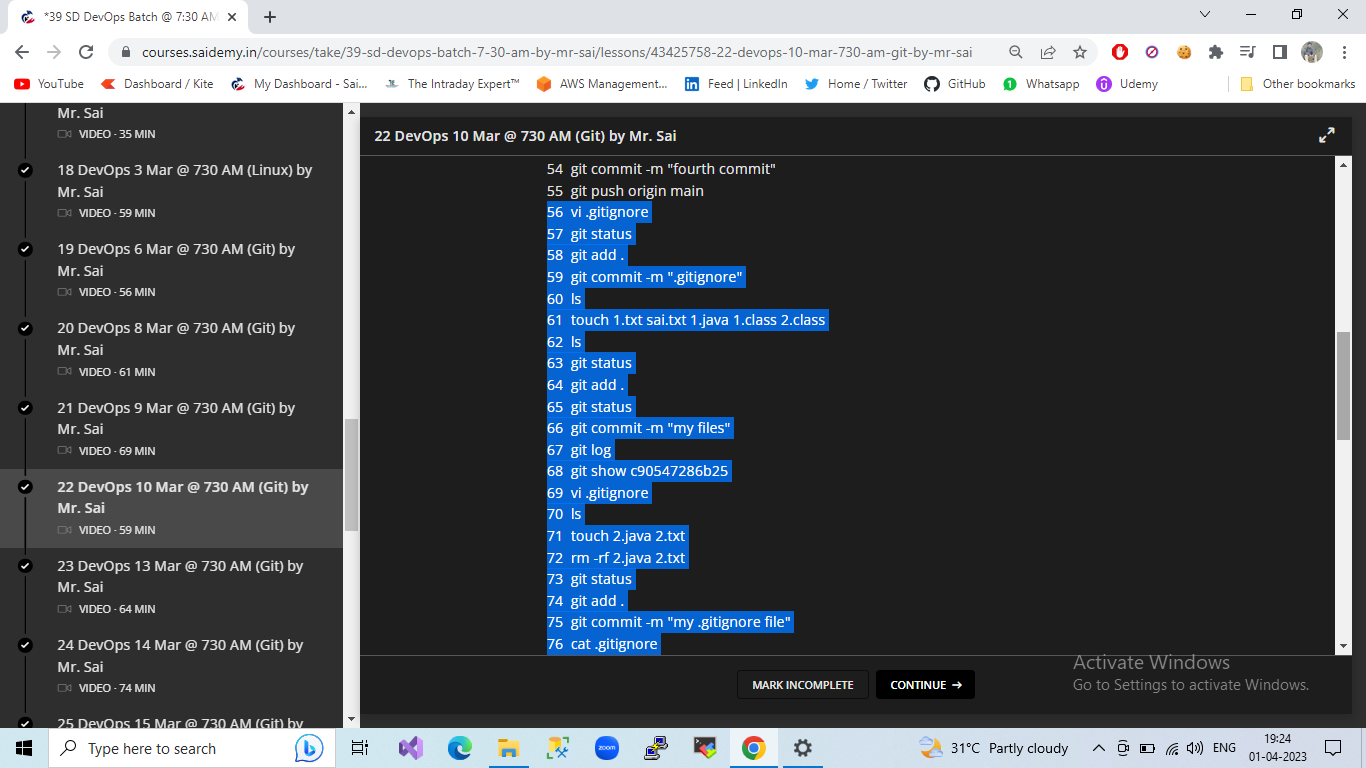 *39 SD DevOps Batch @ 7:30 AM
courses.saidemy.in/courses/take/39-sd-devops-batch-7-30-am-by-mr-sai/lessons/43425758-22-devops-10-mar-730-am-git-by-mr-sai
YouTube
Dashboard / Kite
My Dashboard - Sai...
The Intraday Expert™
AWS Management...
Feed | LinkedIn
Home / Twitter
GitHub
Whatsapp
Udemy
Other bookmarks
Mr. Sai
VIDEO · 35 MIN
18 DevOps 3 Mar @ 730 AM (Linux) by
Mr. Sai
VIDEO · 59 MIN
19 DevOps 6 Mar @ 730 AM (Git) by
Mr. Sai
VIDEO · 56 MIN
20 DevOps 8 Mar @ 730 AM (Git) by
Mr. Sai
VIDEO · 61 MIN
21 DevOps 9 Mar @ 730 AM (Git) by
Mr. Sai
VIDEO · 69 MIN
22 DevOps 10 Mar @ 730 AM (Git) by
Mr. Sai
VIDEO · 59 MIN
23 DevOps 13 Mar @ 730 AM (Git) by
Mr. Sai
VIDEO · 64 MIN
24 DevOps 14 Mar @ 730 AM (Git) by
Mr. Sai
VIDEO · 74 MIN
25 DevOps 15 Mar @ 730 AM (Git) by
22 DevOps 10 Mar @ 730 AM (Git) by Mr. Sai
54 git commit -m "fourth commit"
55 git push origin main
56 vi .gitignore
57 git status
58 git add .
59 git commit -m ".gitignore"
60 ls
61 touch 1.txt sai.txt 1.java 1.class 2.class
62 ls
63 git status
64 git add .
65 git status
66 git commit -m "my files"
67 git log
68 git show c90547286b25
69 vi .gitignore
70 ls
71 touch 2.java 2.txt
72 rm -rf 2.java 2.txt
73 git status
74 git add .
75 git commit -m "my .gitignore file"
76 cat .gitignore
MARK INCOMPLETE
CONTINUE →
Activate Windows
Go to Settings to activate Windows.
Type here to search
zoom
31°C Partly cloudy
ENG
19:24
01-04-2023